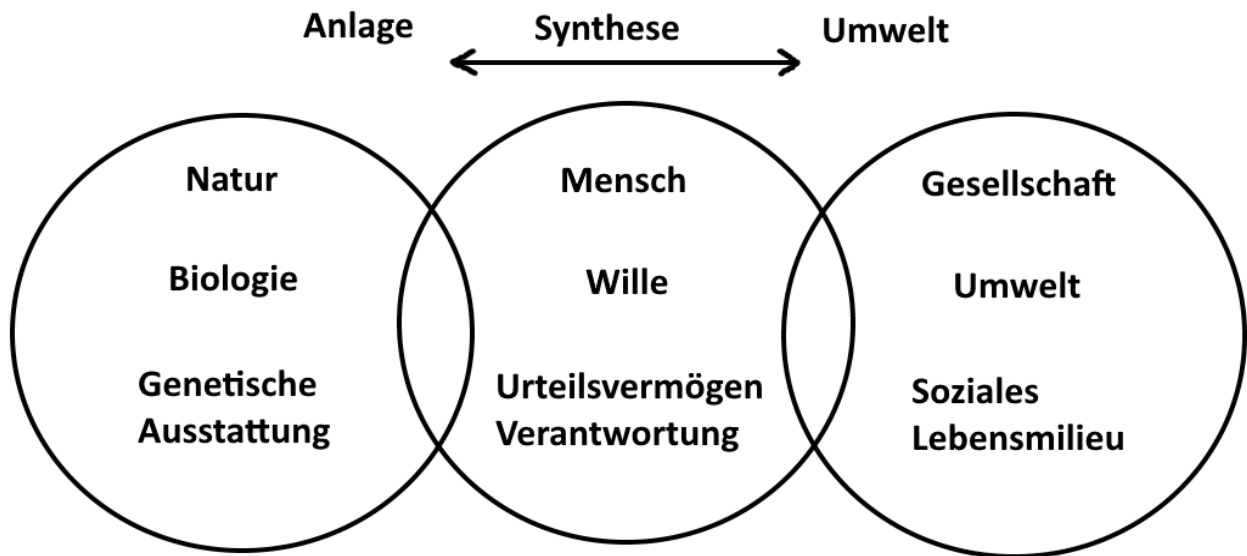 Anlage Synthese Umwelt
Natur
Biologie
Genetische
Ausstattung
Mensch
Wille
Urteilsvermögen
Verantwortung
Gesellschaft
Umwelt
Soziales
Lebensmilieu